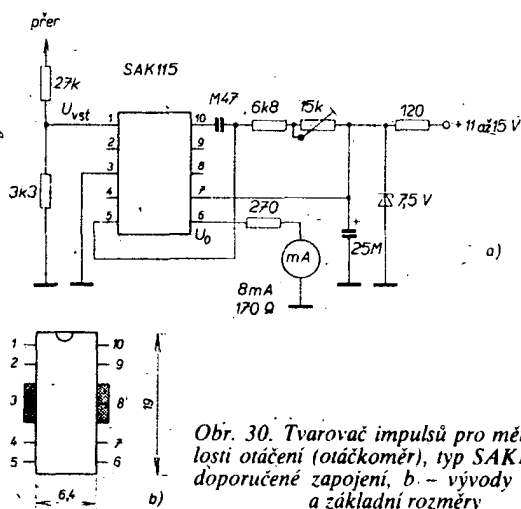 přer
27k
SAK115
U_vst
M47
6k8
15k
120
+11 až 15 V
1
10
2
9
3
8
4
7
5
6
3k3
U_0
270
7,5 V
25M
+
mA
8mA
170 Ω
a)
1
10
2
9
3
8
4
7
5
6
19
6,4
b)
Obr. 30. Tvarovač impulsů pro
losti otáčení (otáčkoměr), typ
doporučené zapojení, b – vývody
a základní rozměry